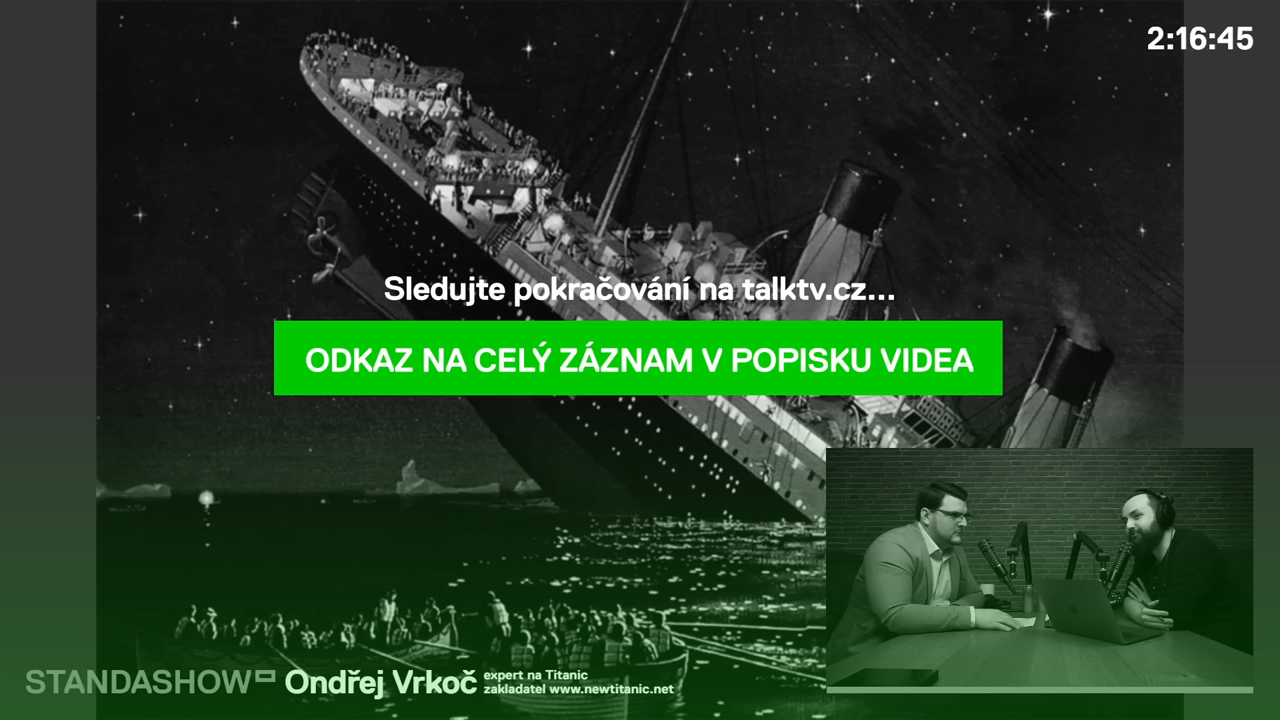 2:16:45
Sledujte pokračování na talktv.cz...
ODKAZ NA CELÝ ZÁZNAM V POPISKU VIDEA
STANDASHOW Ondřej Vrkoč
expert na Titanic
zakladatel www.newtitanic.net